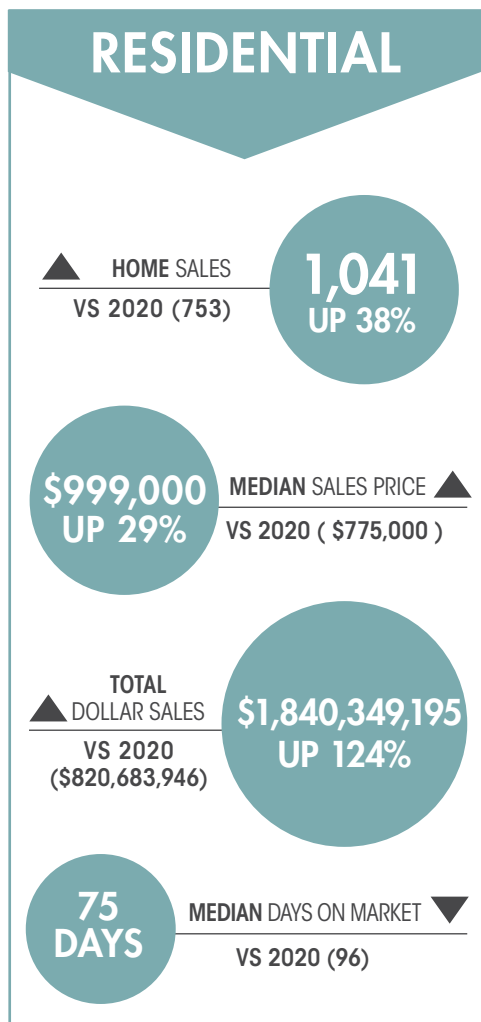 RESIDENTIAL
HOME SALES
VS 2020 (753)
1,041
UP 38%
$999,000
UP 29%
MEDIAN SALES PRICE
VS 2020 ( $775,000 )
TOTAL
DOLLAR SALES
VS 2020
($820,683,946)
$1,840,349,195
UP 124%
75
DAYS
MEDIAN DAYS ON MARKET
VS 2020 (96)